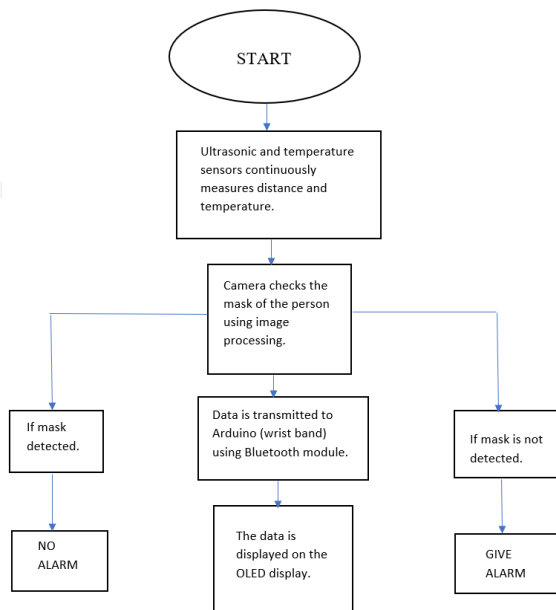 START
Ultrasonic and temperature
sensors continuously
measures distance and
temperature.
Camera checks the
mask of the person
using image
processing.
If mask
detected.
Data is transmitted to
Arduino (wrist band)
using Bluetooth module.
If mask is not
detected.
NO
ALARM
The data is
displayed on the
OLED display.
GIVE
ALARM